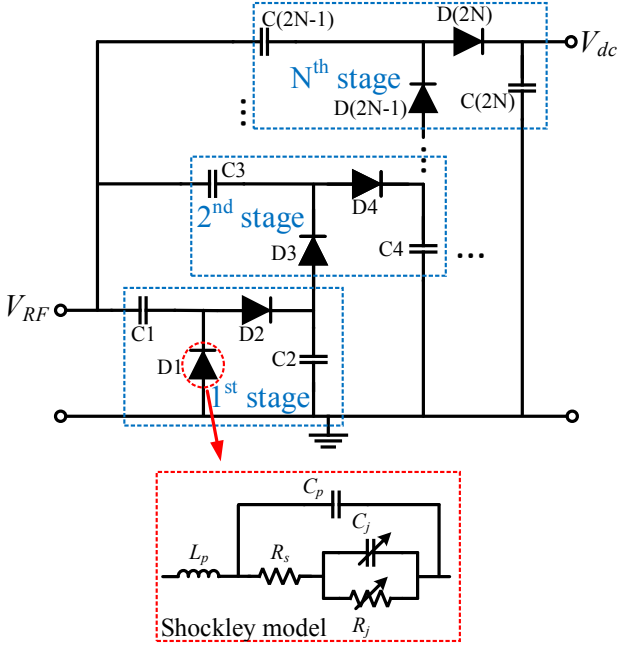 C(2N-1)
D(2N)
V_dc
N^th stage
D(2N-1)
C(2N)
...
...
C3
D4
2^nd stage
D3
C4
...
V_RF
C1
D2
D1
C2
1^st stage
C_p
C_j
L_p
R_s
R_j
Shockley model